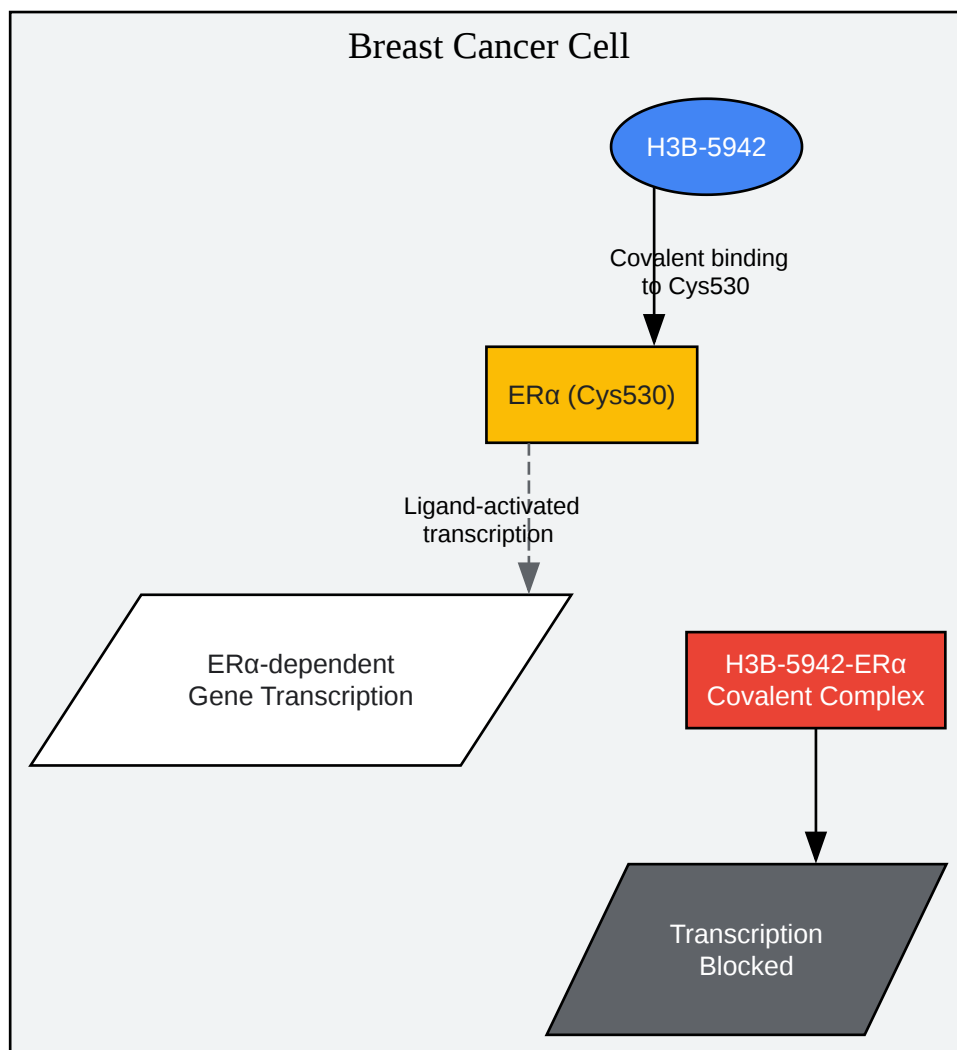 Breast Cancer Cell
H3B-5942
Covalent binding
to Cys530
ERα (Cys530)
Ligand-activated
transcription
ERα-dependent
Gene Transcription
H3B-5942-ERα
Covalent Complex
Transcription
Blocked